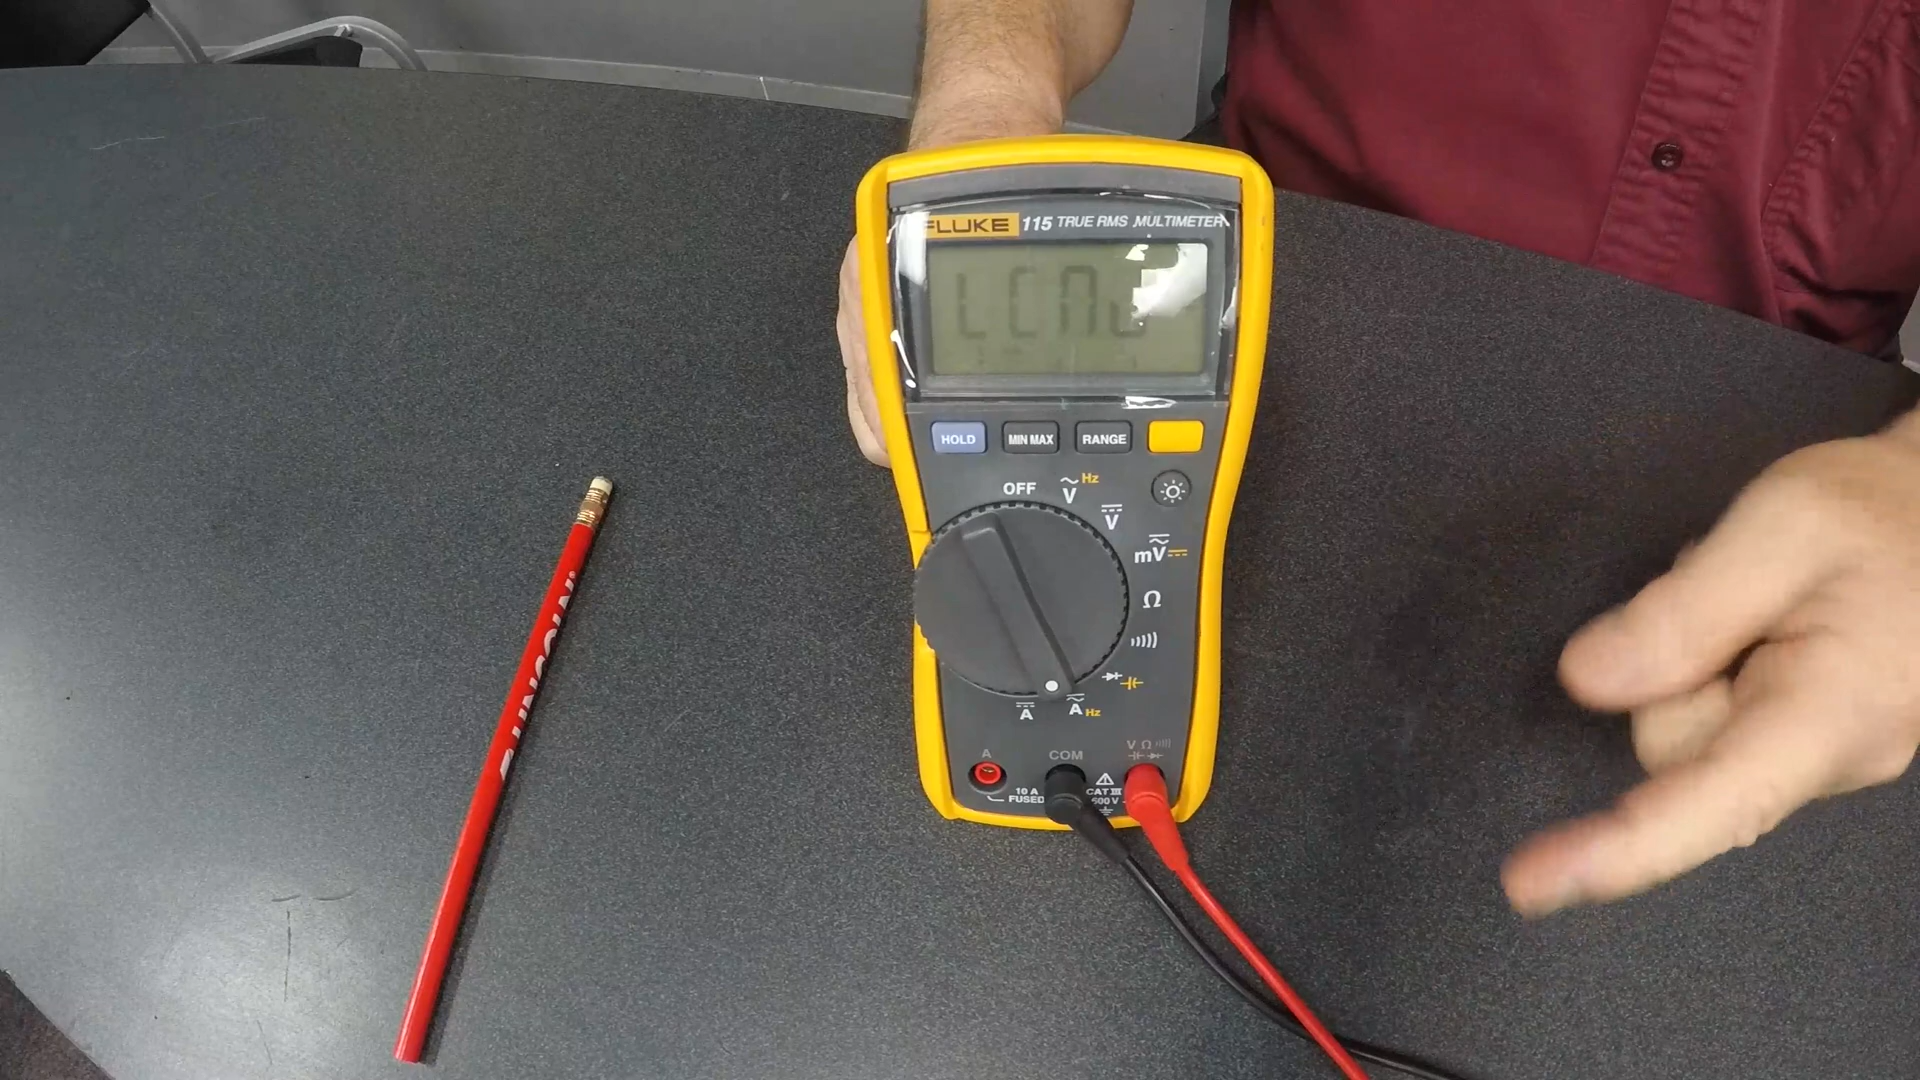 FLUKE 115 TRUE RMS MULTIMETER
HOLD MIN MAX RANGE
OFF
V Hz
V
mV
Ω
A
A Hz
A COM V Ω
10 A
FUSED
CAT III
600 V
LINCOLN